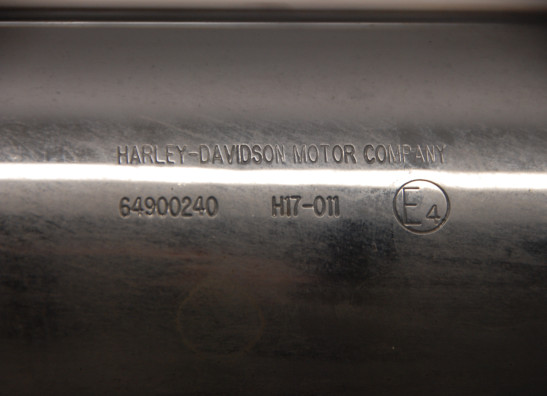 HARLEY-DAVIDSON MOTOR COMPANY
64900240 H17-011 E4